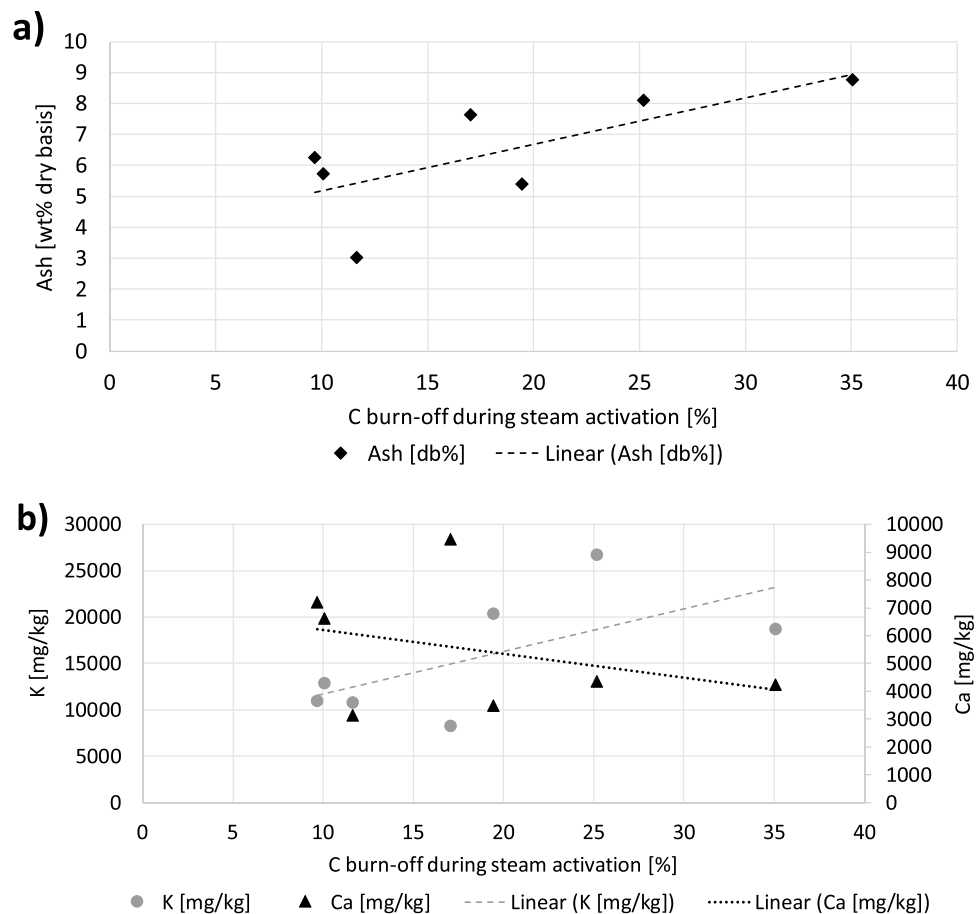 a)
10
9
8
7
6
5
4
3
2
1
0
Ash [wt% dry basis]
0 5 10 15 20 25 30 35 40
C burn-off during steam activation [%]
Ash [db%] Linear (Ash [db%])
b)
30000
25000
20000
15000
10000
5000
0
K [mg/kg]
10000
9000
8000
7000
6000
5000
4000
3000
2000
1000
0
Ca [mg/kg]
0 5 10 15 20 25 30 35 40
C burn-off during steam activation [%]
K [mg/kg] Ca [mg/kg] Linear (K [mg/kg]) Linear (Ca [mg/kg])